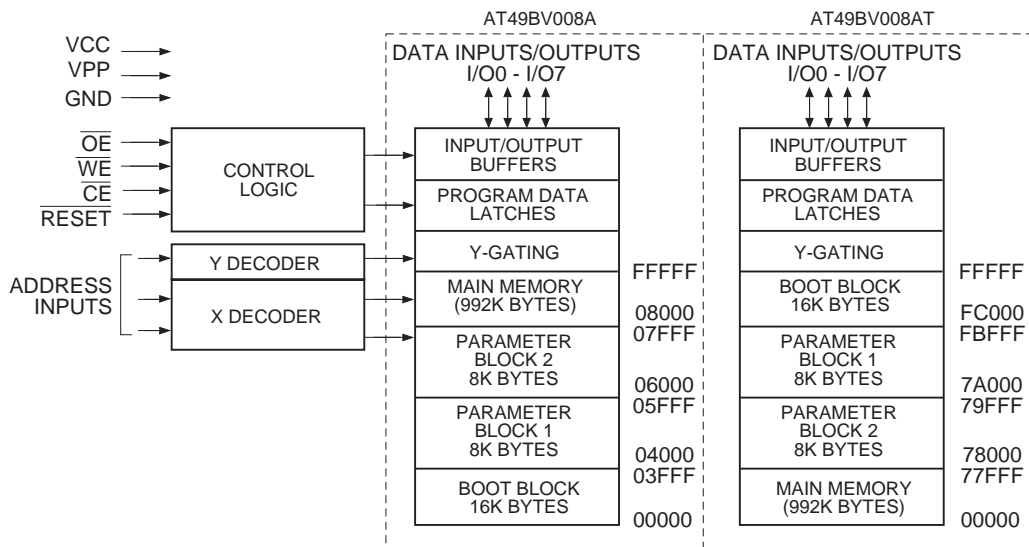 AT49BV008A
AT49BV008AT
VCC
VPP
GND
OE
WE
CE
RESET
ADDRESS
INPUTS
CONTROL
LOGIC
Y DECODER
X DECODER
DATA INPUTS/OUTPUTS
I/O0 - I/O7
INPUT/OUTPUT
BUFFERS
PROGRAM DATA
LATCHES
Y-GATING
MAIN MEMORY
(992K BYTES)
PARAMETER
BLOCK 2
8K BYTES
PARAMETER
BLOCK 1
8K BYTES
BOOT BLOCK
16K BYTES
FFFFF
08000
07FFF
06000
05FFF
04000
03FFF
00000
DATA INPUTS/OUTPUTS
I/O0 - I/O7
INPUT/OUTPUT
BUFFERS
PROGRAM DATA
LATCHES
Y-GATING
BOOT BLOCK
16K BYTES
PARAMETER
BLOCK 1
8K BYTES
PARAMETER
BLOCK 2
8K BYTES
MAIN MEMORY
(992K BYTES)
FFFFF
FC000
FBFFF
7A000
79FFF
78000
77FFF
00000